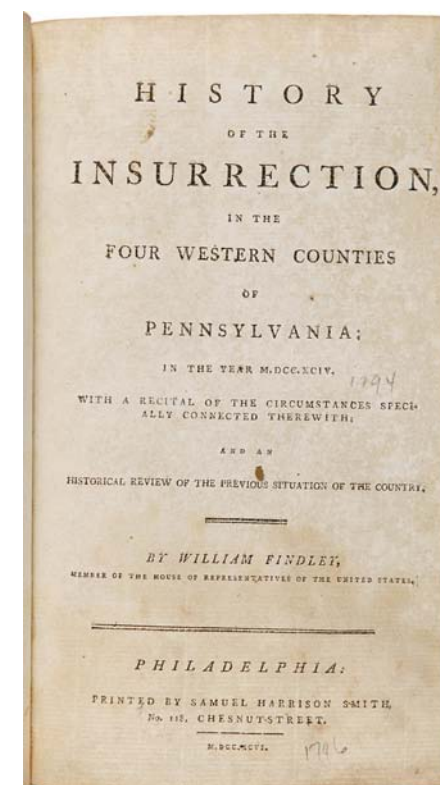 HISTORY
OF THE
INSURRECTION,
IN THE
FOUR WESTERN COUNTIES
OF
PENNSYLVANIA;
IN THE YEAR M.DCC.XCIV.
1794
WITH A RECITAL OF THE CIRCUMSTANCES SPECI-
ALLY CONNECTED THEREWITH;
AND AN
HISTORICAL REVIEW OF THE PREVIOUS SITUATION OF THE COUNTRY.
BY WILLIAM FINDLEY,
MEMBER OF THE HOUSE OF REPRESENTATIVES OF THE UNITED STATES.
PHILADELPHIA:
PRINTED BY SAMUEL HARRISON SMITH,
No. 118, CHESNUT-STREET.
M.DCC.XCVI.
1796